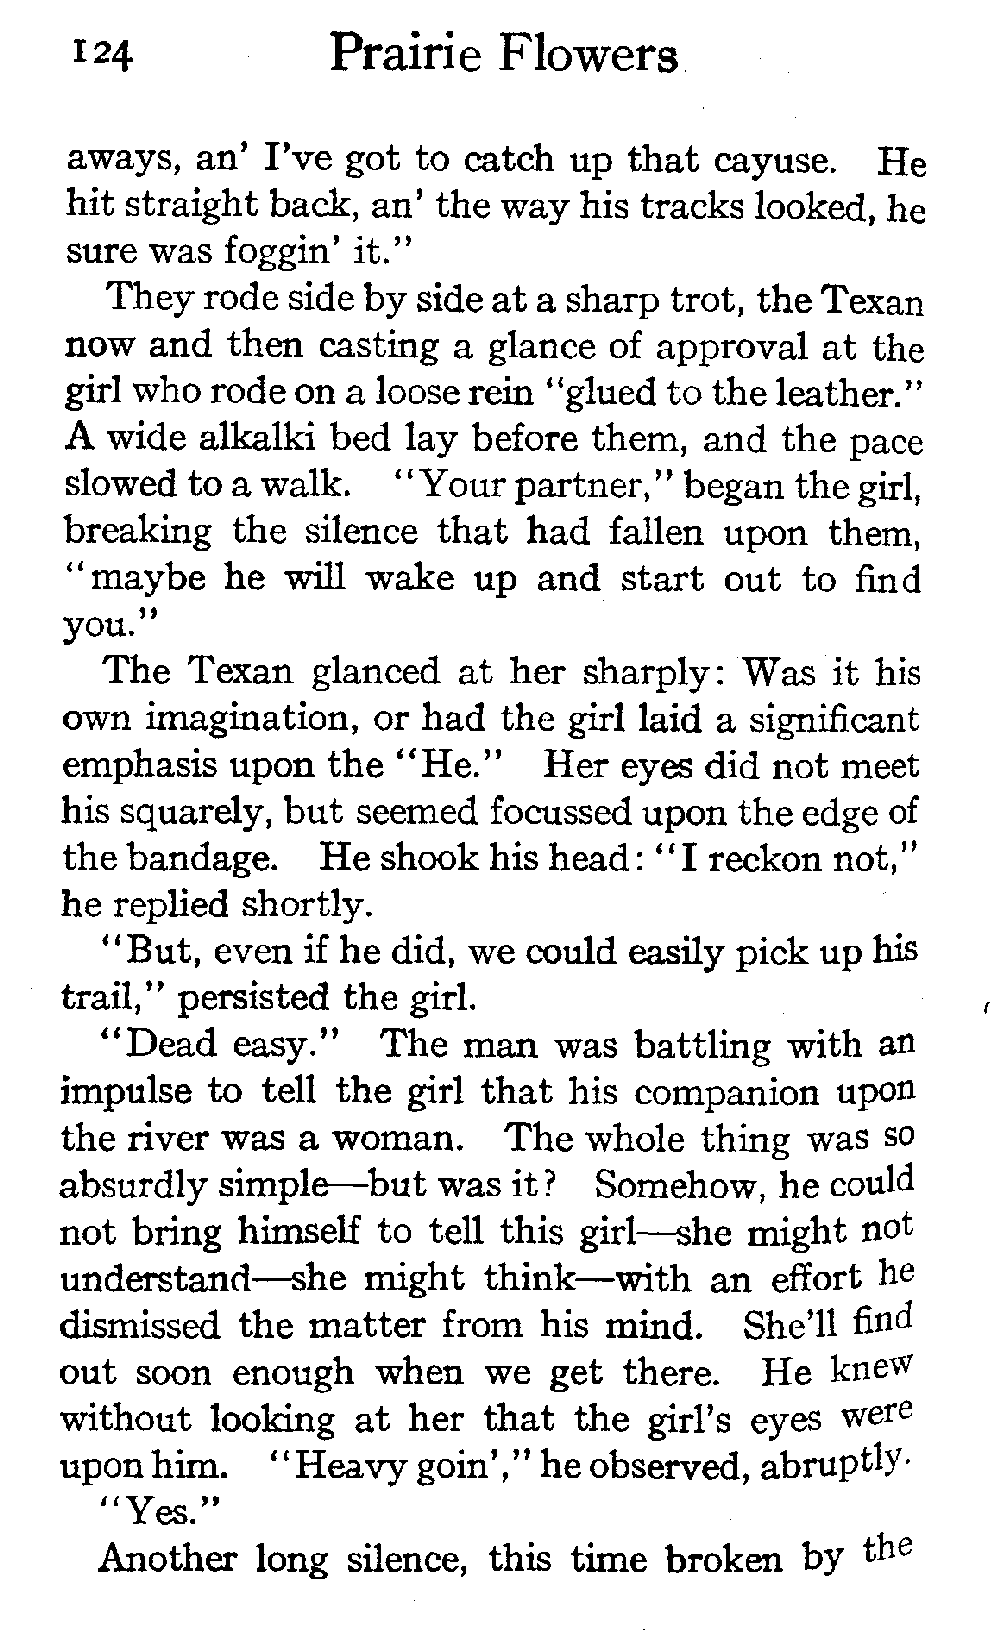 124 Prairie Flowers
aways, an' I've got to catch up that cayuse. He
hit straight back, an' the way his tracks looked, he
sure was foggin' it."
They rode side by side at a sharp trot, the Texan
now and then casting a glance of approval at the
girl who rode on a loose rein "glued to the leather."
A wide alkalki bed lay before them, and the pace
slowed to a walk. "Your partner," began the girl,
breaking the silence that had fallen upon them,
"maybe he will wake up and start out to find
you."
The Texan glanced at her sharply: Was it his
own imagination, or had the girl laid a significant
emphasis upon the "He." Her eyes did not meet
his squarely, but seemed focussed upon the edge of
the bandage. He shook his head: "I reckon not,"
he replied shortly.
"But, even if he did, we could easily pick up his
trail," persisted the girl.
"Dead easy." The man was battling with an
impulse to tell the girl that his companion upon
the river was a woman. The whole thing was so
absurdly simple—but was it? Somehow, he could
not bring himself to tell this girl—she might not
understand—she might think—with an effort he
dismissed the matter from his mind. She'll find
out soon enough when we get there. He knew
without looking at her that the girl's eyes were
upon him. "Heavy goin'," he observed, abruptly.
"Yes."
Another long silence, this time broken by the